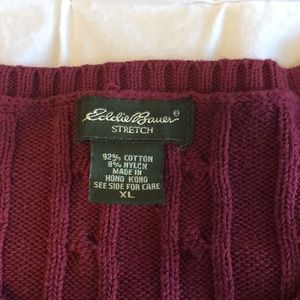 Eddie Bauer®
STRETCH
92% COTTON
8% NYLON
MADE IN
HONG KONG
SEE SIDE FOR CARE
XL